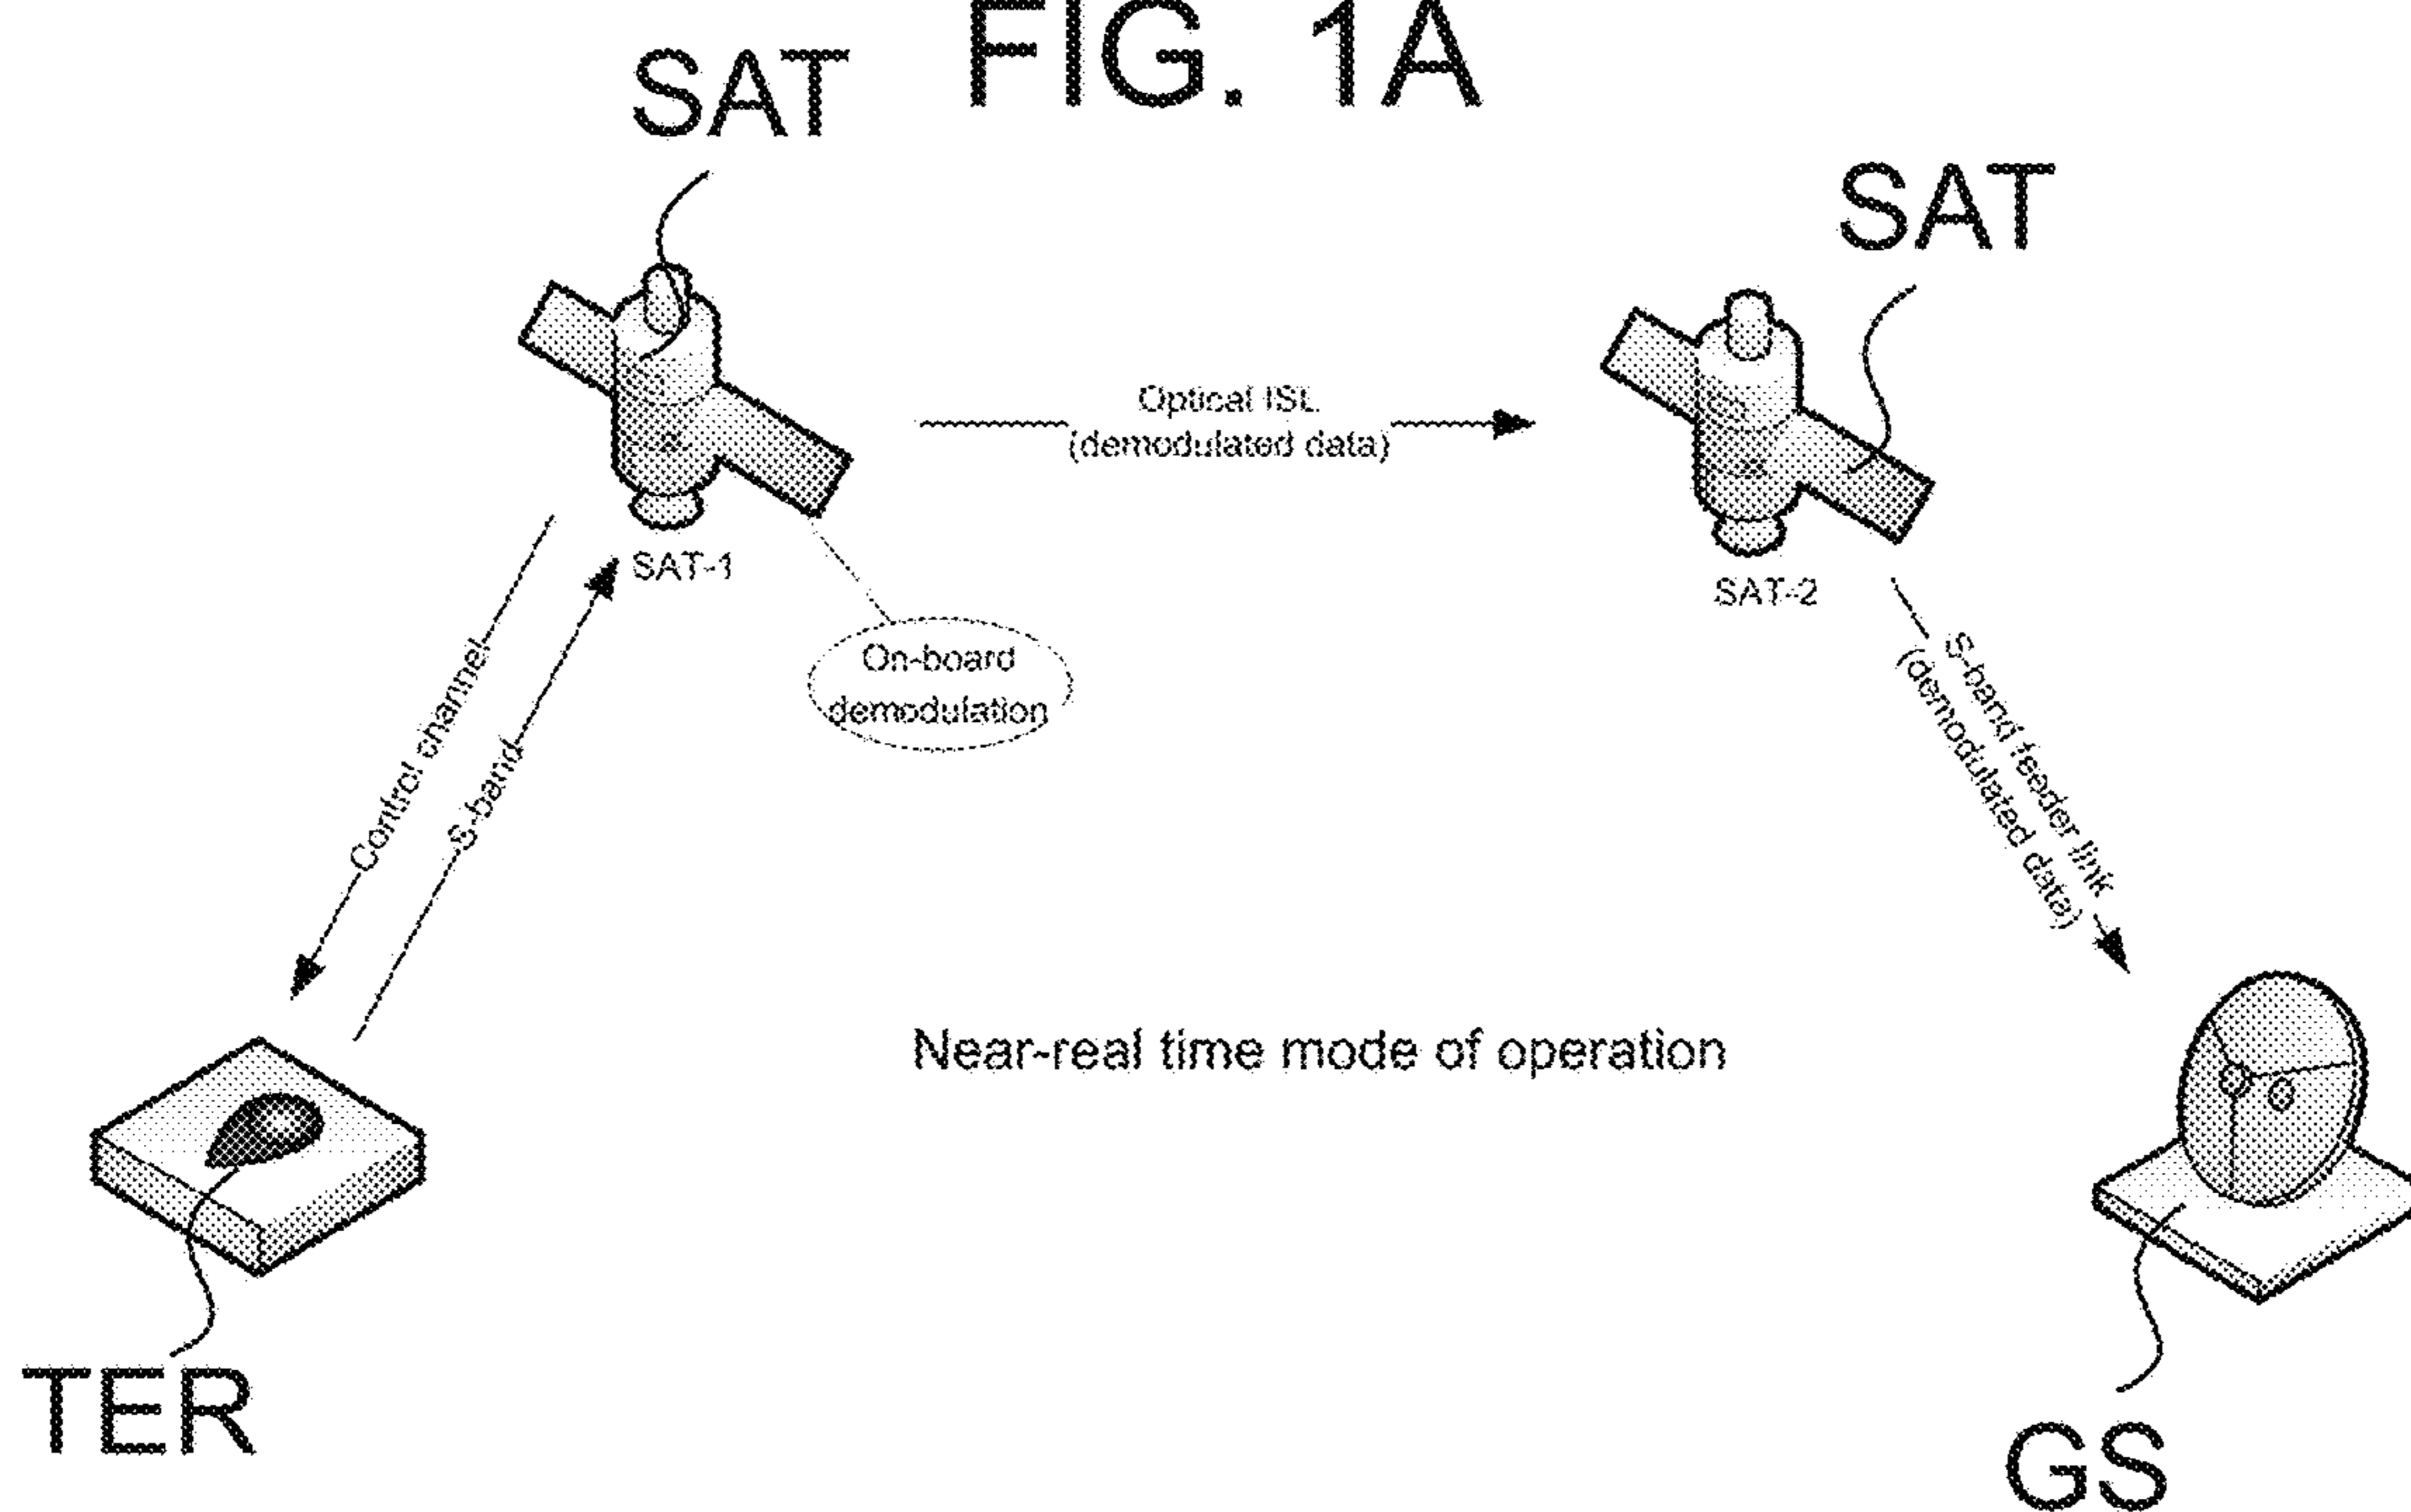 FIG. 1A
SAT
SAT
Optical ISL
(demodulated data)
SAT-1
SAT-2
On-board
demodulation
Control channel
S-band
S-band feeder link
(demodulated data)
Near-real time mode of operation
TER
GS